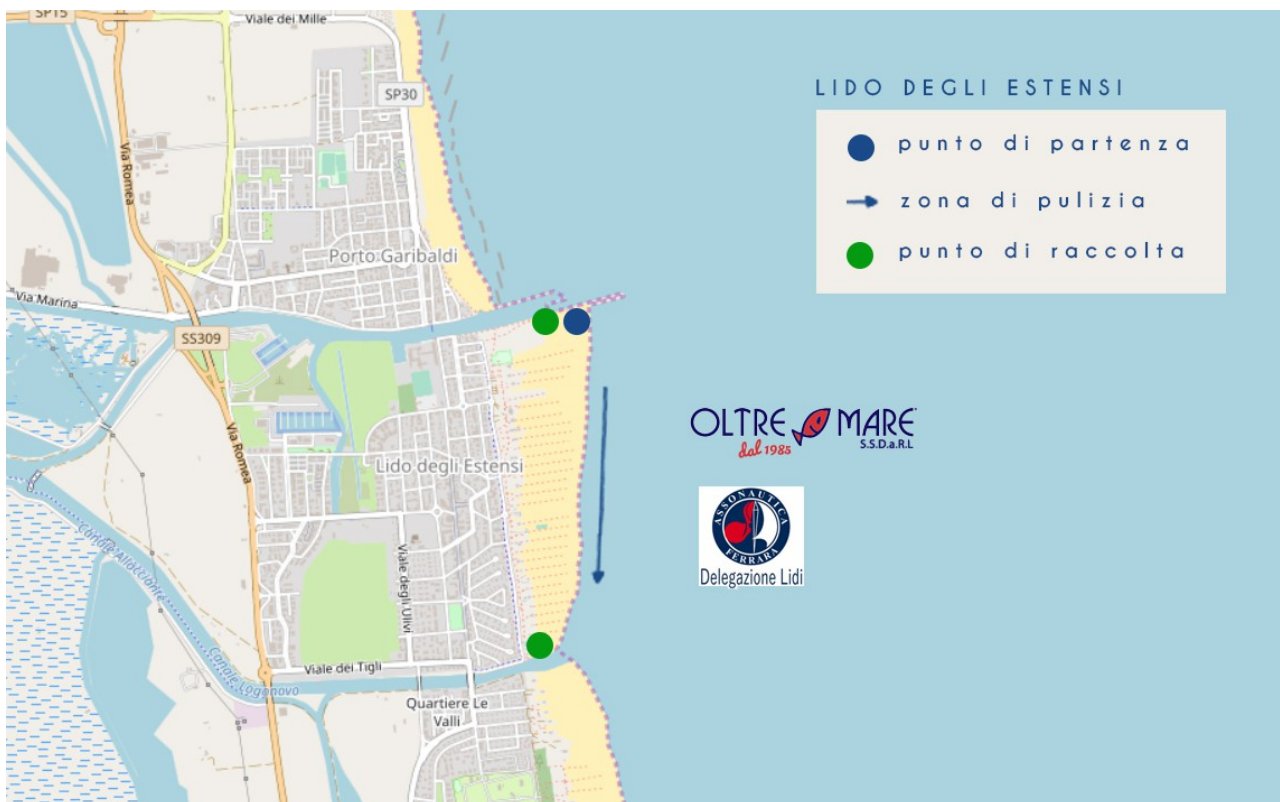 SP15
Viale dei Mille
SP30
Via Romea
Porto Garibaldi
Via Marina
SS309
Via Romea
Lido degli Estensi
Canale Allacciante
Viale degli Ulivi
Canale Logonovo
Viale dei Tigli
Quartiere Le
Valli
LIDO DEGLI ESTENSI
punto di partenza
zona di pulizia
punto di raccolta
OLTRE MARE
dal 1985
S.S.D.a.R.L
ASSONAUTICA
FERRARA
Delegazione Lidi